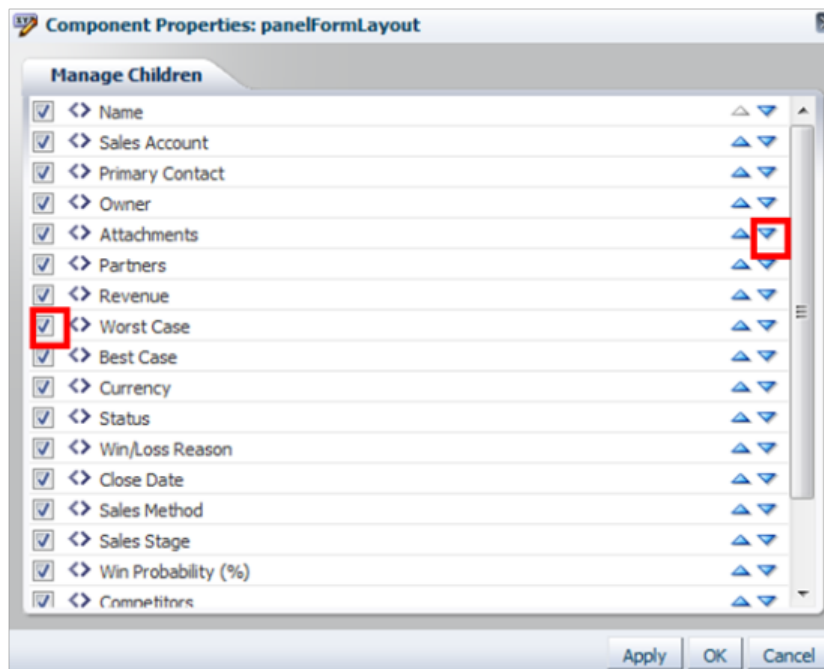 Component Properties: panelFormLayout
Manage Children
Name
Sales Account
Primary Contact
Owner
Attachments
Partners
Revenue
Worst Case
Best Case
Currency
Status
Win/Loss Reason
Close Date
Sales Method
Sales Stage
Win Probability (%)
Competitors
Apply OK Cancel